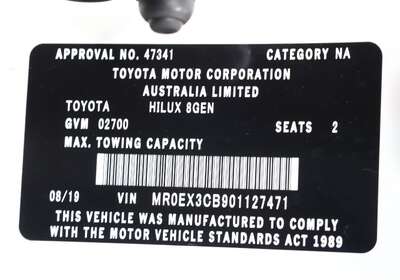 APPROVAL NO. 47341 CATEGORY NA
TOYOTA MOTOR CORPORATION
AUSTRALIA LIMITED
TOYOTA HILUX 8GEN
GVM 02700 SEATS 2
MAX. TOWING CAPACITY
08/19 VIN MR0EX3CB901127471
THIS VEHICLE WAS MANUFACTURED TO COMPLY
WITH THE MOTOR VEHICLE STANDARDS ACT 1989